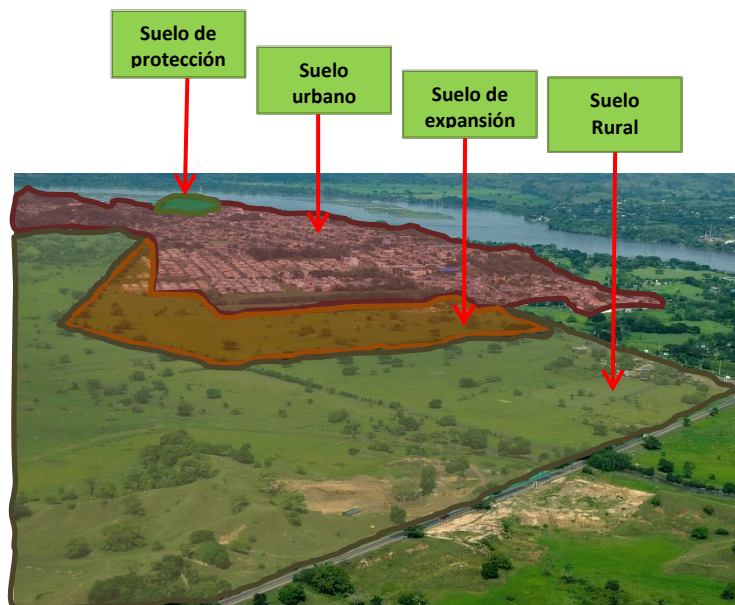 Suelo de
protección
Suelo
urbano
Suelo de
expansión
Suelo
Rural